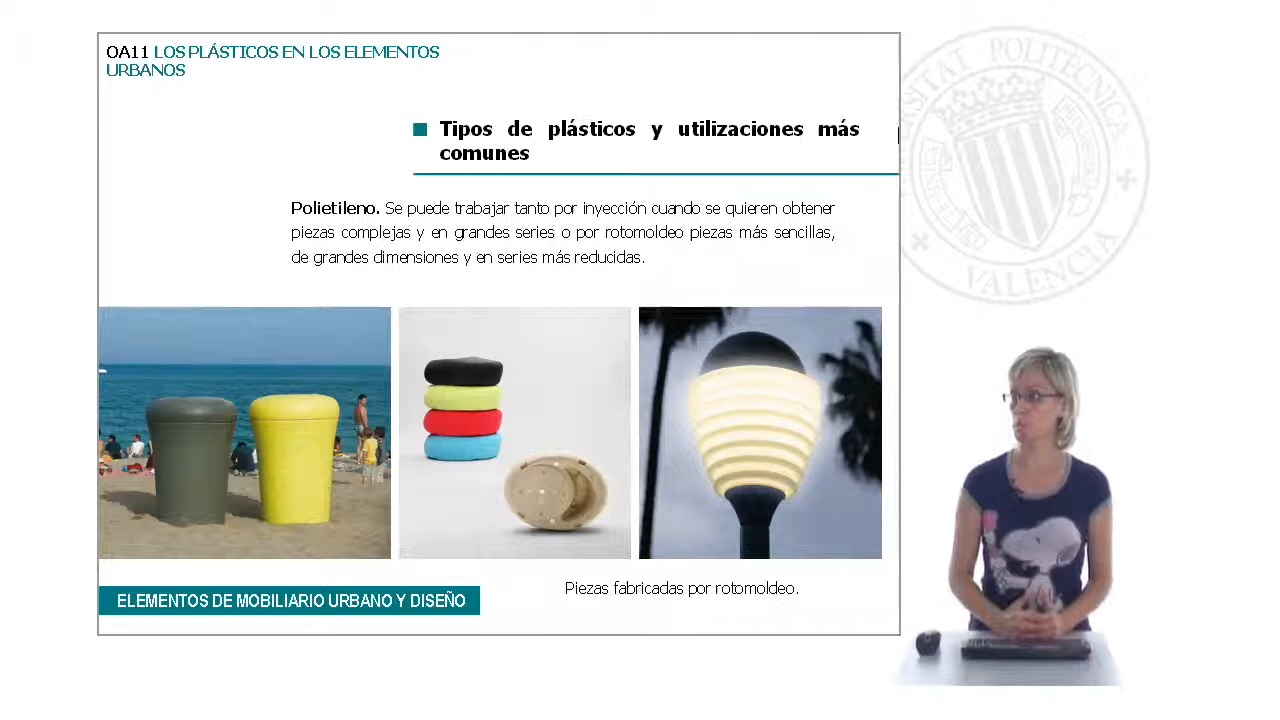 OA11 LOS PLÁSTICOS EN LOS ELEMENTOS
URBANOS
Tipos de plásticos y utilizaciones más
comunes
Polietileno. Se puede trabajar tanto por inyección cuando se quieren obtener
piezas complejas y en grandes series o por rotomoldeo piezas más sencillas,
de grandes dimensiones y en series más reducidas.
Piezas fabricadas por rotomoldeo.
ELEMENTOS DE MOBILIARIO URBANO Y DISEÑO
POLITECNICA
VALENCIA